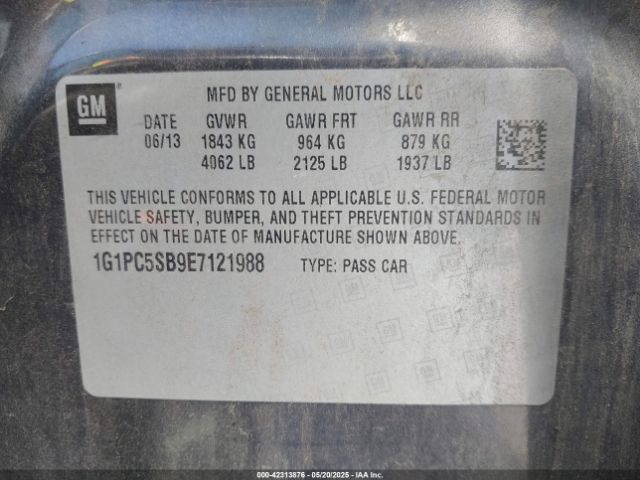 GM
MFD BY GENERAL MOTORS LLC
DATE GVWR GAWR FRT GAWR RR
06/13 1843 KG 964 KG 879 KG
4062 LB 2125 LB 1937 LB
THIS VEHICLE CONFORMS TO ALL APPLICABLE U.S. FEDERAL MOTOR
VEHICLE SAFETY, BUMPER, AND THEFT PREVENTION STANDARDS IN
EFFECT ON THE DATE OF MANUFACTURE SHOWN ABOVE.
1G1PC5SB9E7121988 TYPE: PASS CAR
000-42313876 - 05/20/2025 - IAAI, Inc.